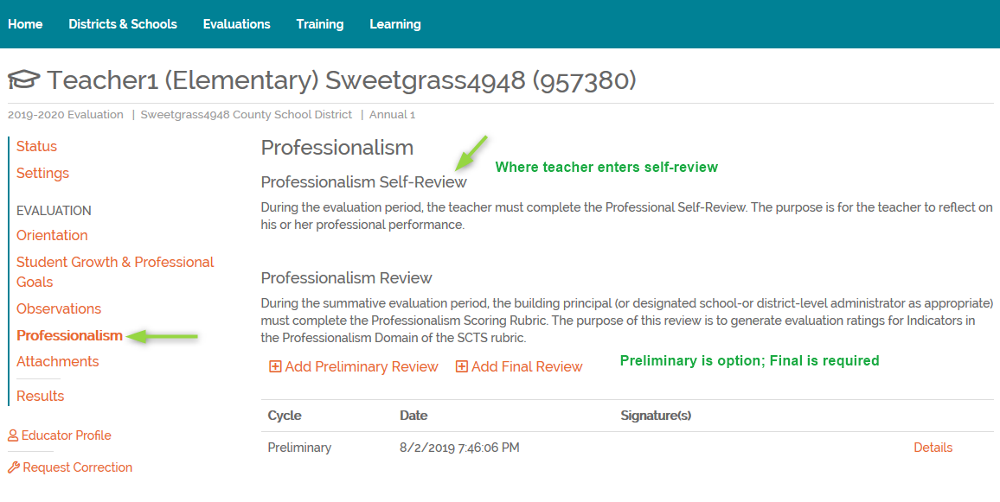 Home Districts & Schools Evaluations Training Learning
Teacher1 (Elementary) Sweetgrass4948 (957380)
2019-2020 Evaluation | Sweetgrass4948 County School District | Annual 1
Status
Settings
EVALUATION
Orientation
Student Growth & Professional
Goals
Observations
Professionalism
Attachments
Results
Educator Profile
Request Correction
Professionalism
Where teacher enters self-review
Professionalism Self-Review
During the evaluation period, the teacher must complete the Professional Self-Review. The purpose is for the teacher to reflect on
his or her professional performance.
Professionalism Review
During the summative evaluation period, the building principal (or designated school-or district-level administrator as appropriate)
must complete the Professionalism Scoring Rubric. The purpose of this review is to generate evaluation ratings for Indicators in
the Professionalism Domain of the SCTS rubric.
Add Preliminary Review Add Final Review Preliminary is option; Final is required
Cycle Date Signature(s)
Preliminary 8/2/2019 7:46:06 PM Details